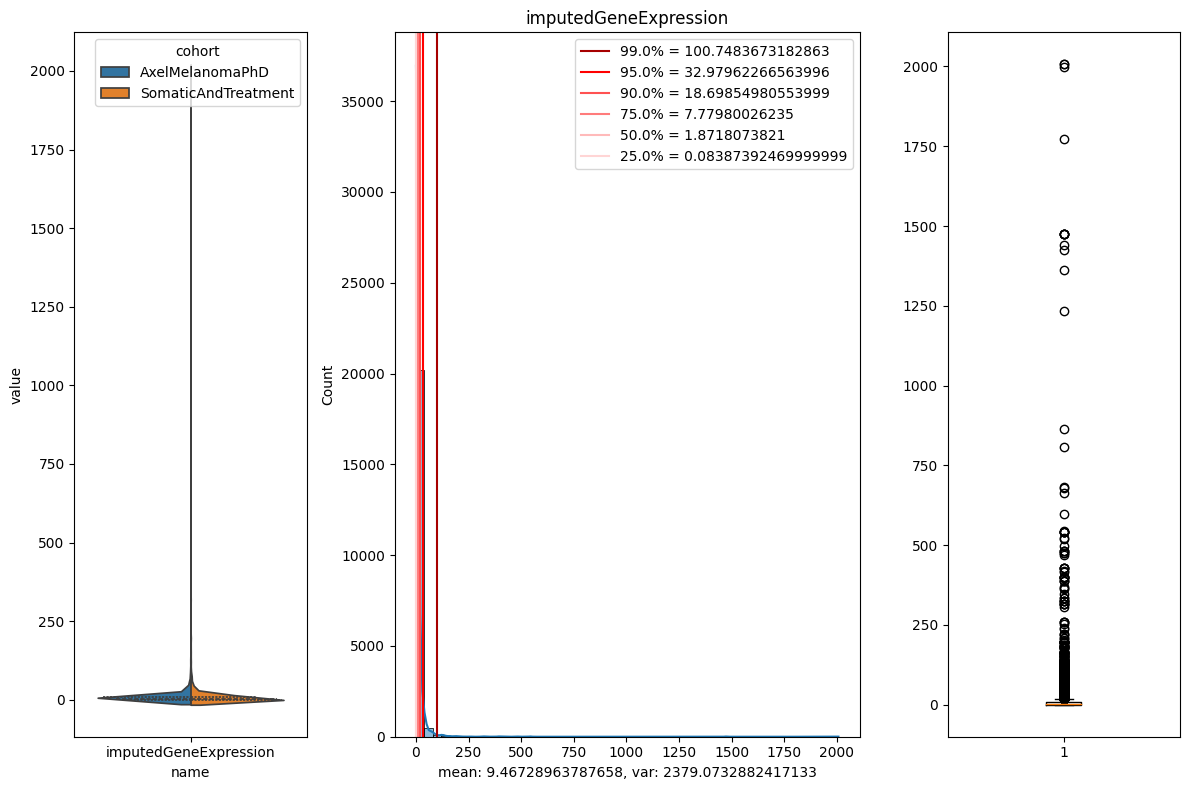 cohort
AxelMelanomaPhD
SomaticAndTreatment
2000
1750
1500
1250
1000
750
500
250
0
value
imputedGeneExpression
name
imputedGeneExpression
99.0% = 100.7483673182863
95.0% = 32.97962266563996
90.0% = 18.69854980553999
75.0% = 7.77980026235
50.0% = 1.8718073821
25.0% = 0.08387392469999999
35000
30000
25000
20000
15000
10000
5000
0
Count
0 250 500 750 1000 1250 1500 1750 2000
mean: 9.46728963787658, var: 2379.0732882417133
2000
1750
1500
1250
1000
750
500
250
0
1